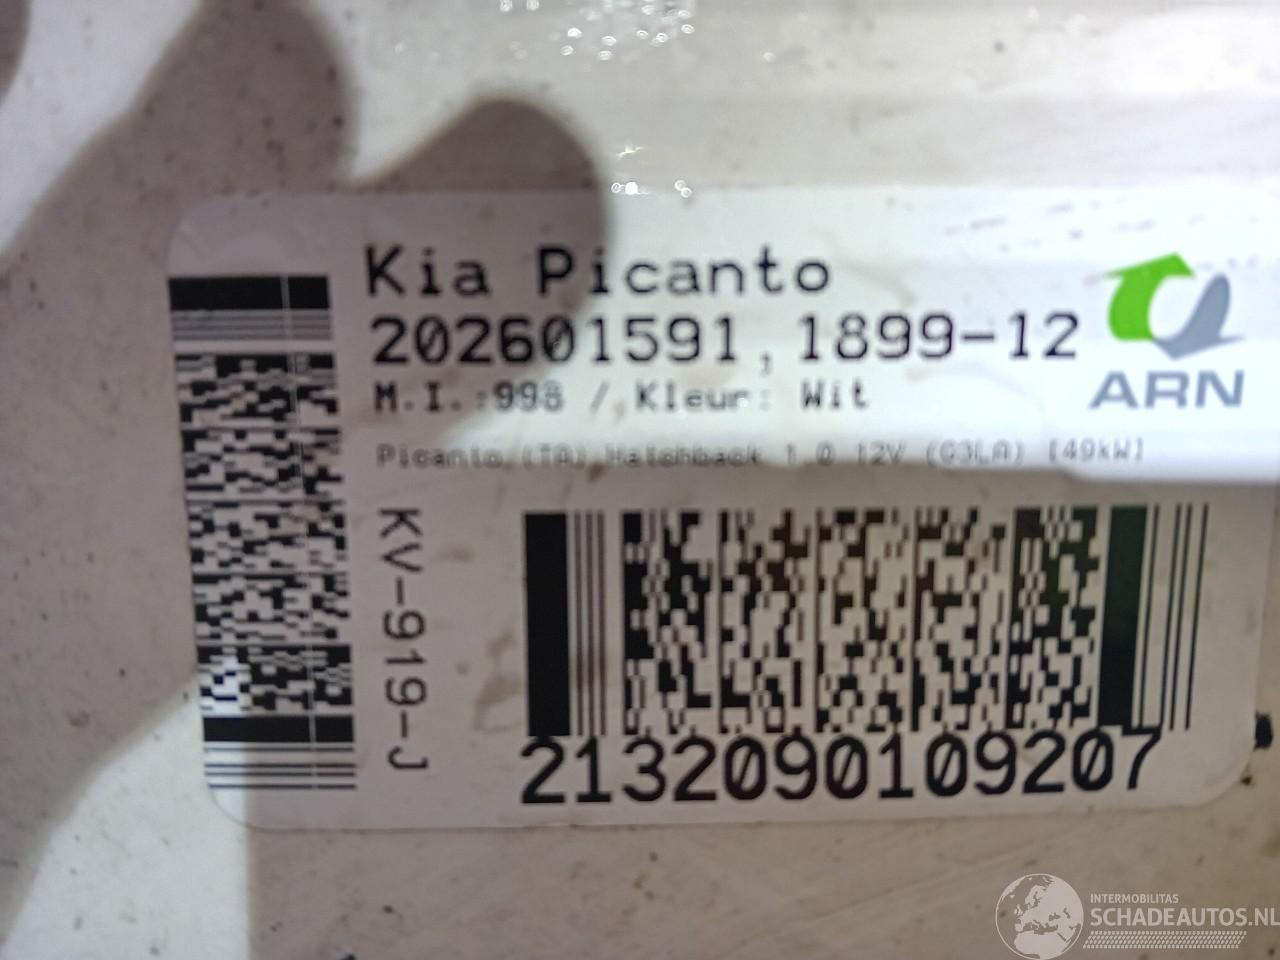 Kia Picanto
202601591, 1899-12
M.I.:998 / Kleur: Wit
Picanto (TA) Hatchback 1.0 12V (G3LA) [49kW]
ARN
KV-919-J
2132090109207
INTERMOBILITAS
SCHADEAUTOS.NL